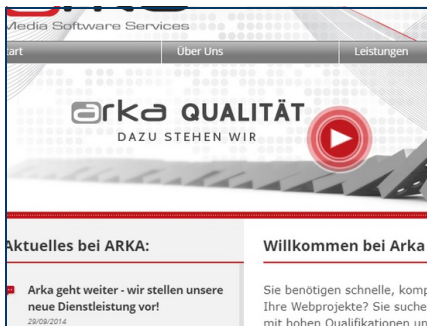 Media Software Services
tart
Über Uns
Leistungen
arka QUALITÄT
DAZU STEHEN WIR
Aktuelles bei ARKA:
Arka geht weiter - wir stellen unsere
neue Dienstleistung vor!
29/09/2014
Willkommen bei Arka
Sie benötigen schnelle, komp
Ihre Webprojekte? Sie suche
mit hohen Qualifikationen un